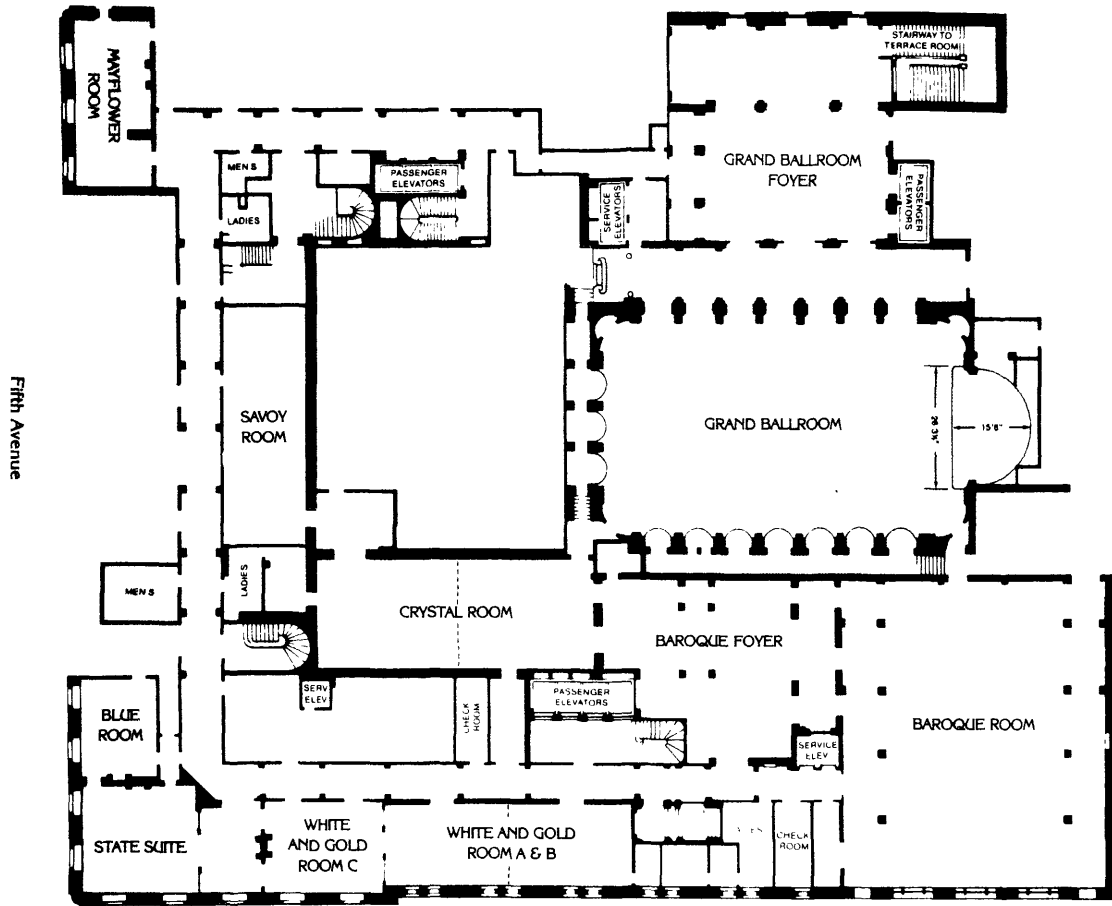 STAIRWAY TO
TERRACE ROOM
MAYFLOWER
ROOM
MEN S
PASSENGER
ELEVATORS
GRAND BALLROOM
FOYER
PASSENGER
ELEVATORS
SERVICE
ELEVATORS
LADIES
Fifth Avenue
SAVOY
ROOM
GRAND BALLROOM
15'8"
MEN S
LADIES
CRYSTAL ROOM
BAROQUE FOYER
SERV
ELEV
CHECK
ROOM
PASSENGER
ELEVATORS
BLUE
ROOM
BAROQUE ROOM
SERVICE
ELEV
STATE SUITE
WHITE
AND GOLD
ROOM C
WHITE AND GOLD
ROOM A & B
CHECK
ROOM